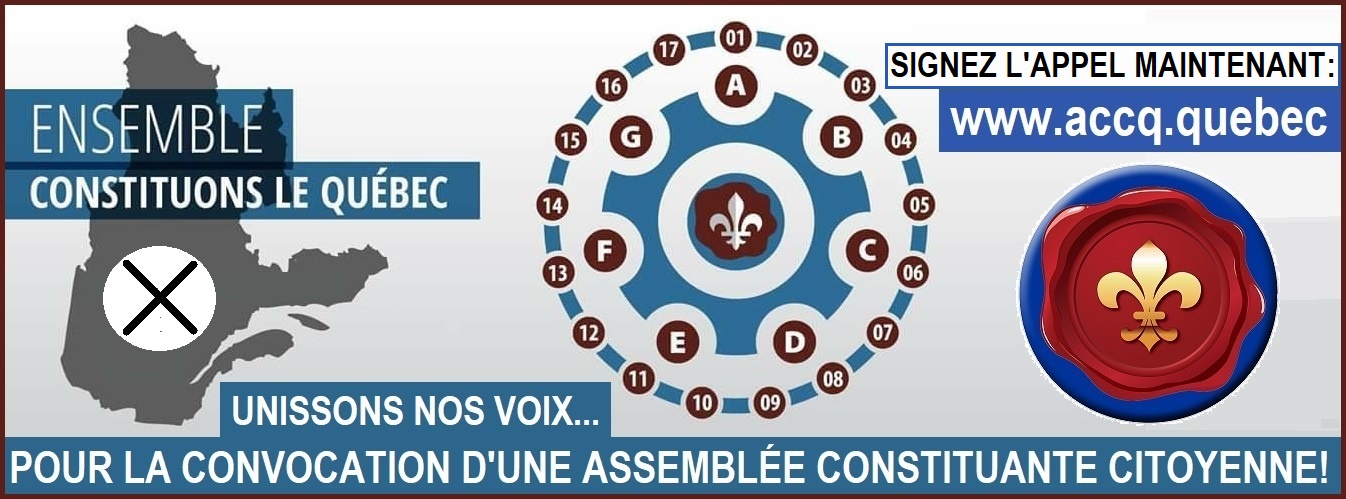 ENSEMBLE
CONSTITUONS LE QUÉBEC
01
02
03
04
05
06
07
08
09
10
11
12
13
14
15
16
17
A
B
C
D
E
F
G
SIGNEZ L'APPEL MAINTENANT:
www.accq.quebec
UNISSONS NOS VOIX...
POUR LA CONVOCATION D'UNE ASSEMBLÉE CONSTITUANTE CITOYENNE!